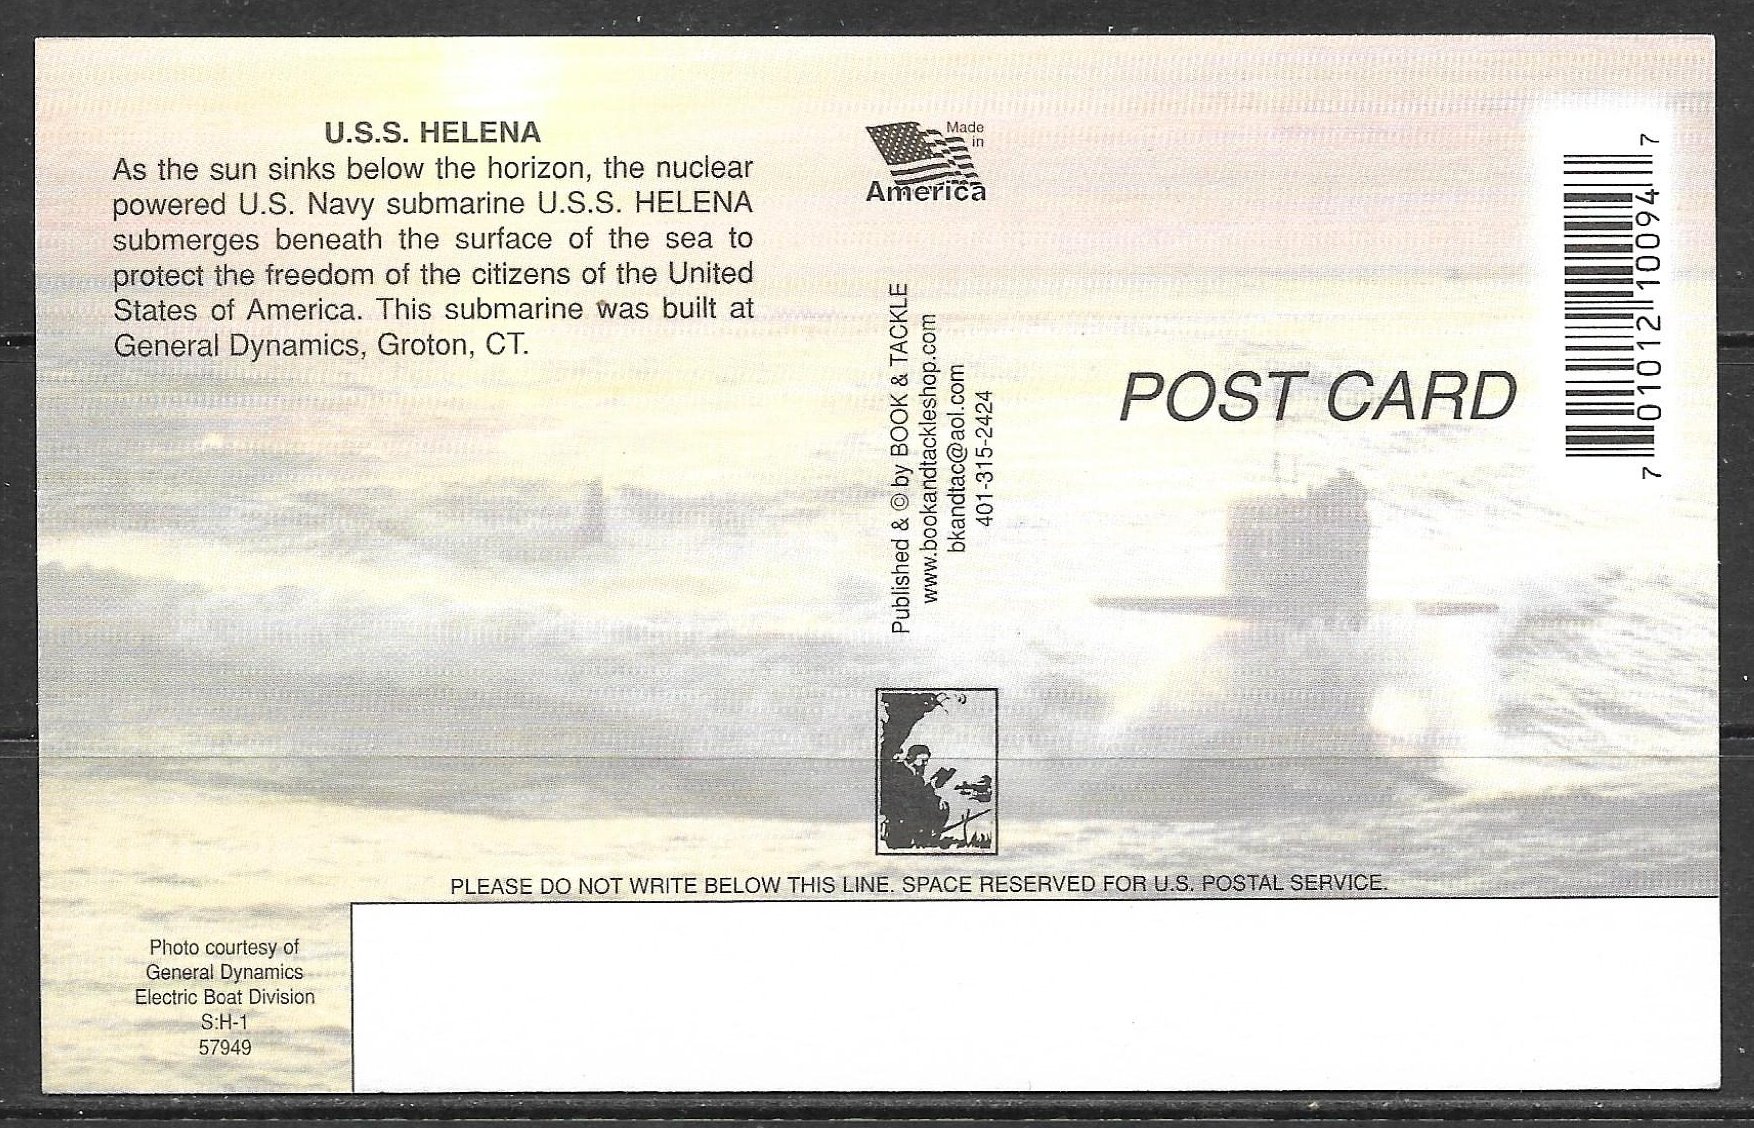 U.S.S. HELENA
As the sun sinks below the horizon, the nuclear
powered U.S. Navy submarine U.S.S. HELENA
submerges beneath the surface of the sea to
protect the freedom of the citizens of the United
States of America. This submarine was built at
General Dynamics, Groton, CT.
Made
in
America
Published & © by BOOK & TACKLE
www.bookandtackleshop.com
bkandtac@aol.com
401-315-2424
POST CARD
7 01012 10094 7
PLEASE DO NOT WRITE BELOW THIS LINE. SPACE RESERVED FOR U.S. POSTAL SERVICE.
Photo courtesy of
General Dynamics
Electric Boat Division
S:H-1
57949